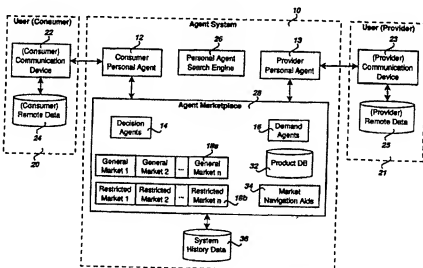 10
User (Consumer)
Agent System
User (Provider)
22
12
26
13
23
(Consumer)
Communication
Device
Consumer
Personal Agent
Personal Agent
Search Engine
Provider
Personal Agent
(Provider)
Communication
Device
28
Agent Marketplace
(Consumer)
Remote Data
24
Decision
Agents
14
16
Demand
Agents
(Provider)
Remote Data
25
18a
General
Market 1
General
Market 2
...
General
Market n
32
Product DB
20
21
Restricted
Market 1
Restricted
Market 2
...
Restricted
Market n
18b
34
Market
Navigation Aids
System
History Data
36